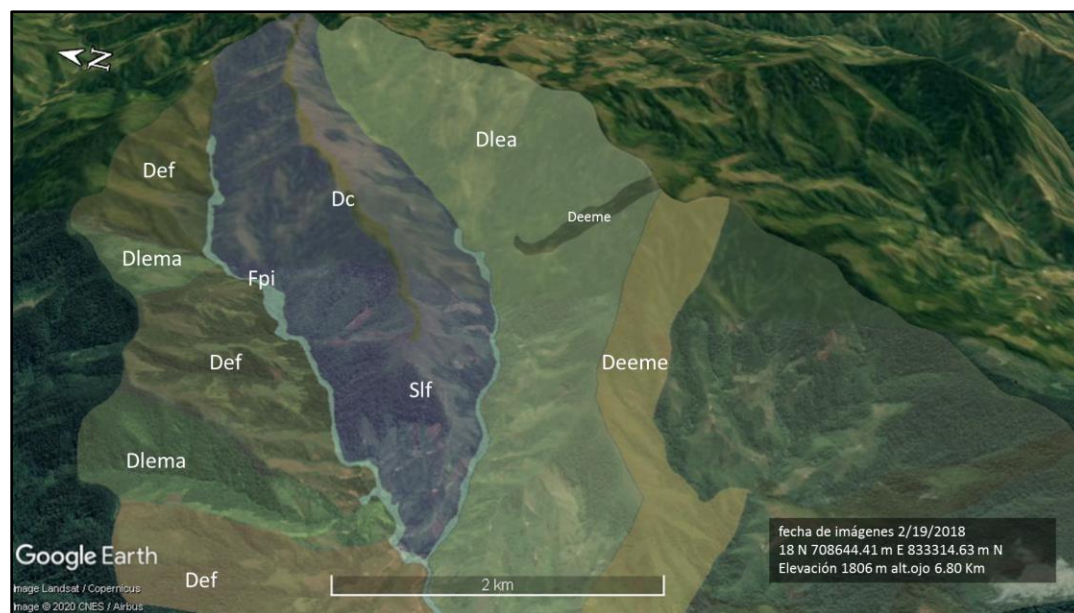 N
Dlea
Def
Dc
Deeme
Dlema
Fpi
Def
Deeme
Slf
Dlema
fecha de imágenes 2/19/2018
18 N 708644.41 m E 833314.63 m N
Elevación 1806 m alt.ojo 6.80 Km
Google Earth
Def
2 km
Image Landsat / Copernicus
Image © 2020 CNES / Airbus